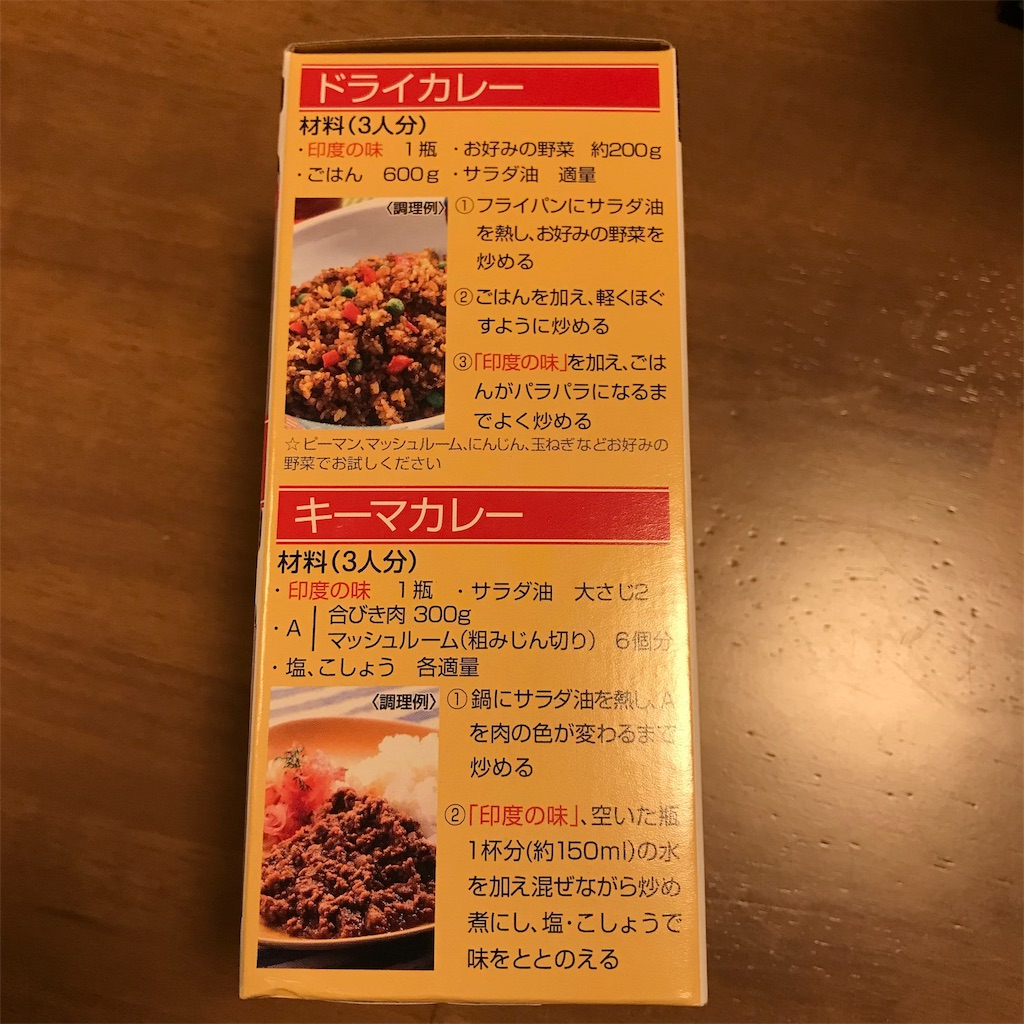 ドライカレー
材料(3人分)
・印度の味 1瓶 ・お好みの野菜 約200g
・ごはん 600g ・サラダ油 適量
〈調理例〉
①フライパンにサラダ油
を熱し、お好みの野菜を
炒める
②ごはんを加え、軽くほぐ
すように炒める
③「印度の味」を加え、ごは
んがパラパラになるま
でよく炒める
☆ピーマン、マッシュルーム、にんじん、玉ねぎなどお好みの
野菜でお試しください
キーマカレー
材料(3人分)
・印度の味 1瓶 ・サラダ油 大さじ2
・A 合びき肉 300g
マッシュルーム(粗みじん切り) 6個分
・塩、こしょう 各適量
〈調理例〉
①鍋にサラダ油を熱し、A
を肉の色が変わるまで
炒める
②「印度の味」、空いた瓶
1杯分(約150ml)の水
を加え混ぜながら炒め
煮にし、塩・こしょうで
味をととのえる